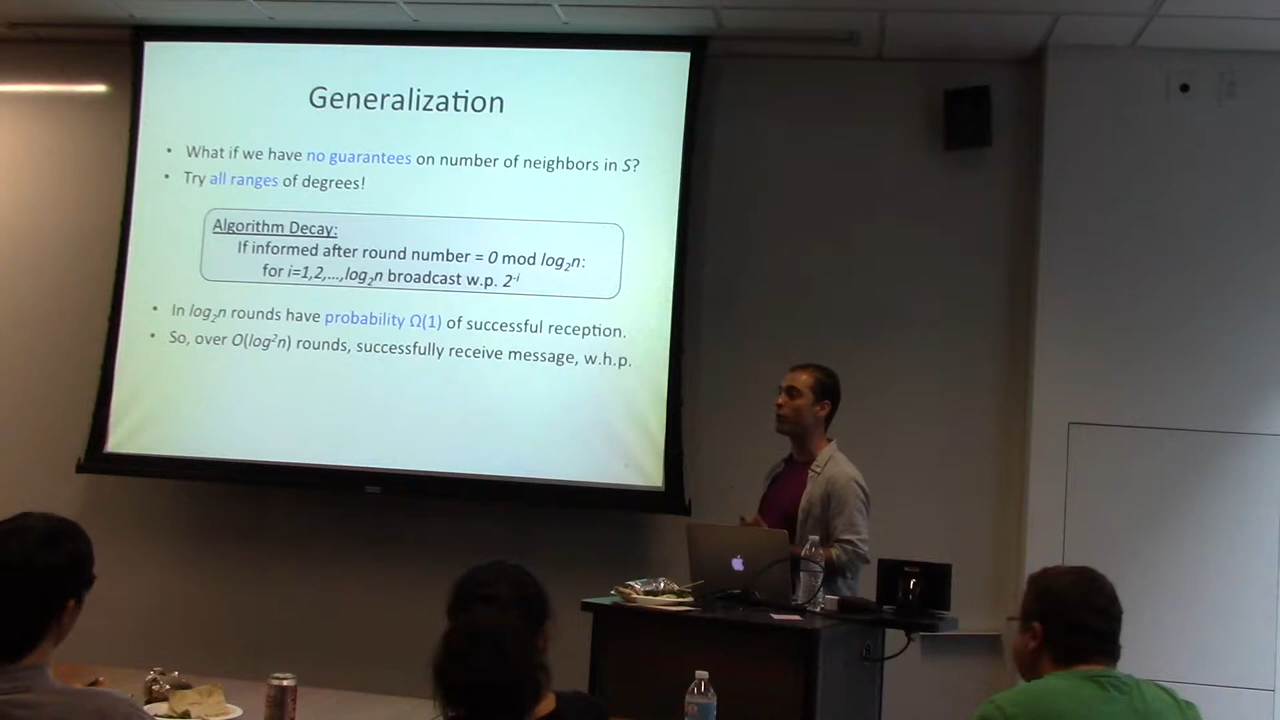 Generalization
• What if we have no guarantees on number of neighbors in S?
• Try all ranges of degrees!
Algorithm Decay:
If informed after round number = 0 mod log₂n:
for i=1,2,...,log₂n broadcast w.p. 2⁻ⁱ
• In log₂n rounds have probability Ω(1) of successful reception.
• So, over O(log²n) rounds, successfully receive message, w.h.p.